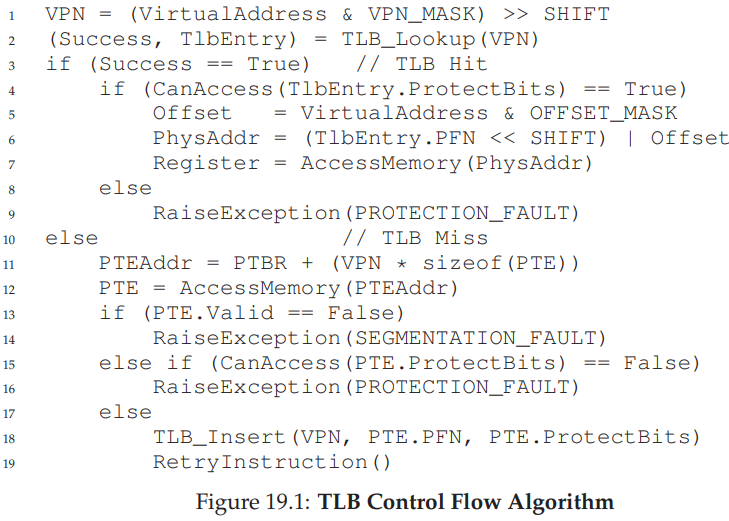 1 VPN = (VirtualAddress & VPN_MASK) >> SHIFT
2 (Success, TlbEntry) = TLB_Lookup(VPN)
3 if (Success == True) // TLB Hit
4 if (CanAccess(TlbEntry.ProtectBits) == True)
5 Offset = VirtualAddress & OFFSET_MASK
6 PhysAddr = (TlbEntry.PFN << SHIFT) | Offset
7 Register = AccessMemory(PhysAddr)
8 else
9 RaiseException(PROTECTION_FAULT)
10 else // TLB Miss
11 PTEAddr = PTBR + (VPN * sizeof(PTE))
12 PTE = AccessMemory(PTEAddr)
13 if (PTE.Valid == False)
14 RaiseException(SEGMENTATION_FAULT)
15 else if (CanAccess(PTE.ProtectBits) == False)
16 RaiseException(PROTECTION_FAULT)
17 else
18 TLB_Insert(VPN, PTE.PFN, PTE.ProtectBits)
19 RetryInstruction()
Figure 19.1: TLB Control Flow Algorithm